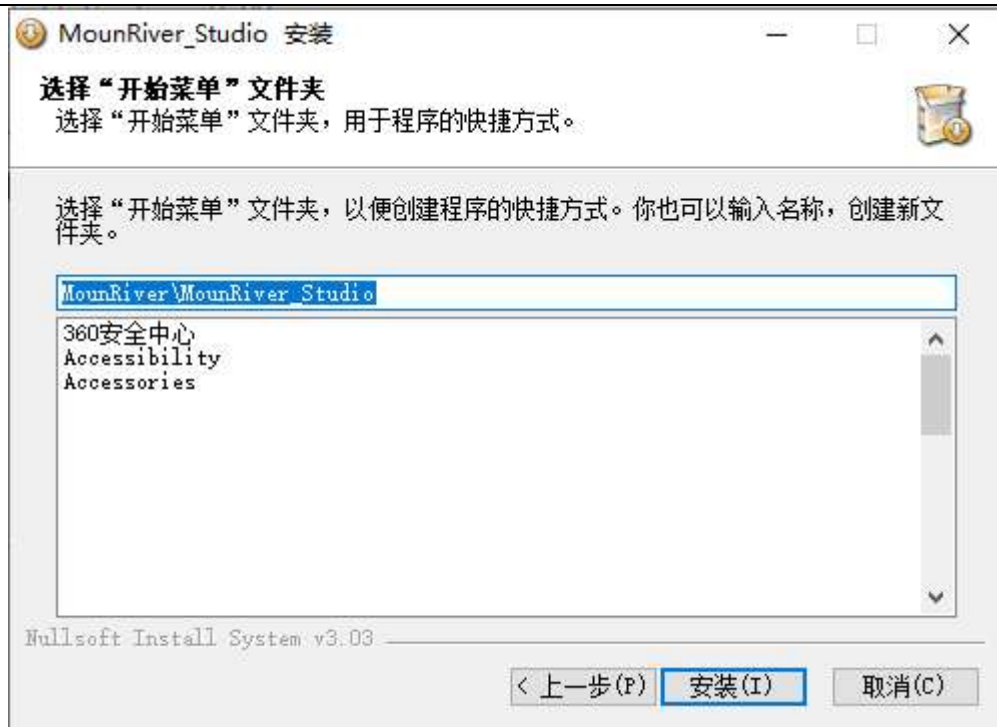 MounRiver_Studio 安装
选择“开始菜单”文件夹
选择“开始菜单”文件夹，用于程序的快捷方式。
选择“开始菜单”文件夹，以便创建程序的快捷方式。你也可以输入名称，创建新文
件夹。
MounRiver\MounRiver_Studio
360安全中心
Accessibility
Accessories
Nullsoft Install System v3.03
< 上一步(P) 安装(I) 取消(C)